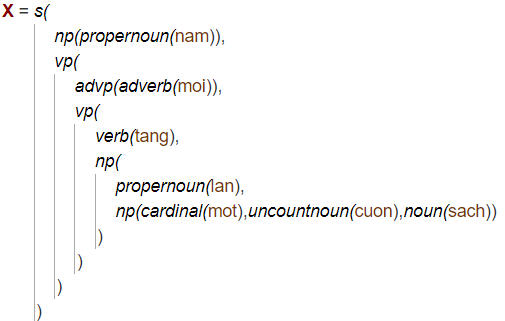 X = s(
np(propernoun(nam)),
vp(
advp(adverb(moi)),
vp(
verb(tang),
np(
propernoun(lan),
np(cardinal(mot),uncountnoun(cuon),noun(sach))
)
)
)
)